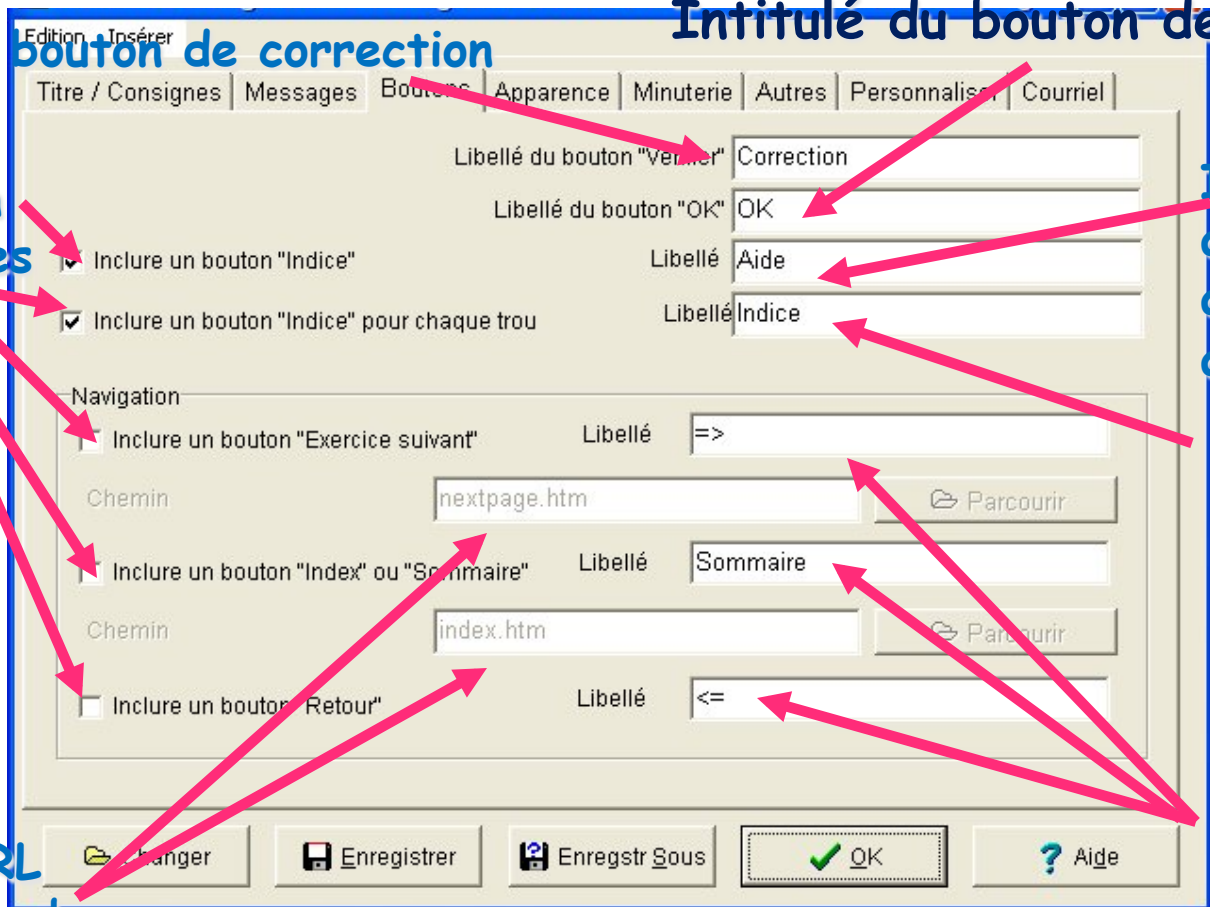 Intitulé du bouton de
Edition Insérer
bouton de correction
Titre / Consignes Messages Boutons Apparence Minuterie Autres Personnaliser Courriel
Libellé du bouton "Vérifier" Correction
Libellé du bouton "OK" OK
Inclure un bouton "Indice" Libellé Aide
Inclure un bouton "Indice" pour chaque trou Libellé Indice
Navigation
Inclure un bouton "Exercice suivant" Libellé =>
Chemin nextpage.htm Parcourir
Inclure un bouton "Index" ou "Sommaire" Libellé Sommaire
Chemin index.htm Parcourir
Inclure un bouton "Retour" Libellé <=
Changer Enregistrer Enregstr Sous OK Aide